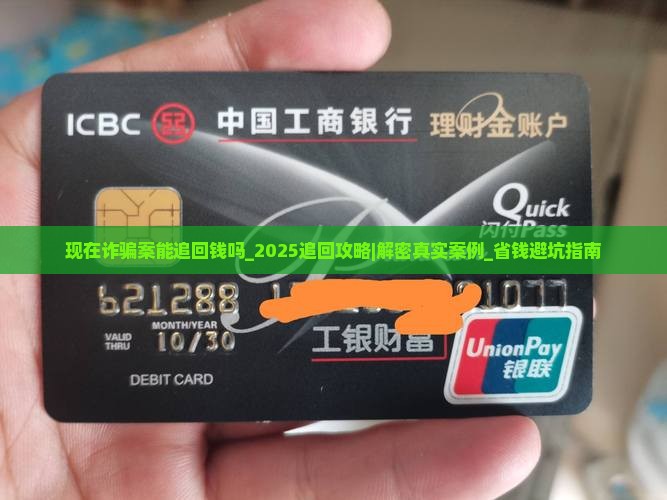 ICBC 中国工商银行 理财金账户
Quick
闪付Pass
现在诈骗案能追回钱吗_2025追回攻略|解密真实案例_省钱避坑指南
621288 01077
MONTH/YEAR
VALID THRU 10/30
工银财富
UnionPay
银联
DEBIT CARD